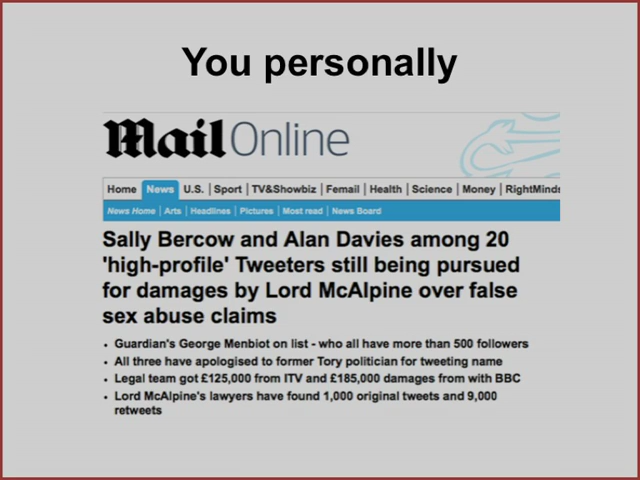 You personally
Mail Online
Home News U.S. Sport TV&Showbiz Femail Health Science Money RightMinds
News Home Arts Headlines Pictures Most read News Board
Sally Bercow and Alan Davies among 20
'high-profile' Tweeters still being pursued
for damages by Lord McAlpine over false
sex abuse claims
• Guardian's George Menbiot on list - who all have more than 500 followers
• All three have apologised to former Tory politician for tweeting name
• Legal team got £125,000 from ITV and £185,000 damages from with BBC
• Lord McAlpine's lawyers have found 1,000 original tweets and 9,000
retweets